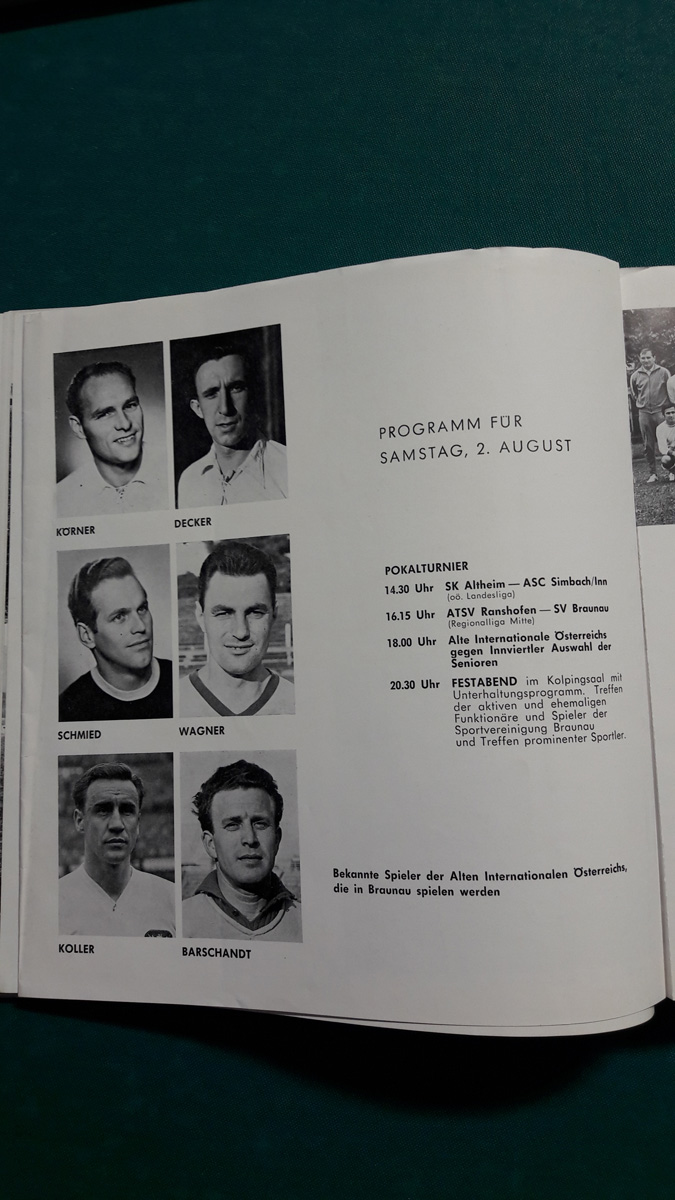 KÖRNER
DECKER
SCHMIED
WAGNER
KOLLER
BARSCHANDT
PROGRAMM FÜR
SAMSTAG, 2. AUGUST
POKALTURNIER
14.30 Uhr SK Altheim — ASC Simbach/Inn
(oö. Landesliga)
16.15 Uhr ATSV Ranshofen — SV Braunau
(Regionalliga Mitte)
18.00 Uhr Alte Internationale Österreichs
gegen Innviertler Auswahl der
Senioren
20.30 Uhr FESTABEND im Kolpingsaal mit
Unterhaltungsprogramm. Treffen
der aktiven und ehemaligen
Funktionäre und Spieler der
Sportvereinigung Braunau
und Treffen prominenter Sportler.
Bekannte Spieler der Alten Internationalen Österreichs,
die in Braunau spielen werden